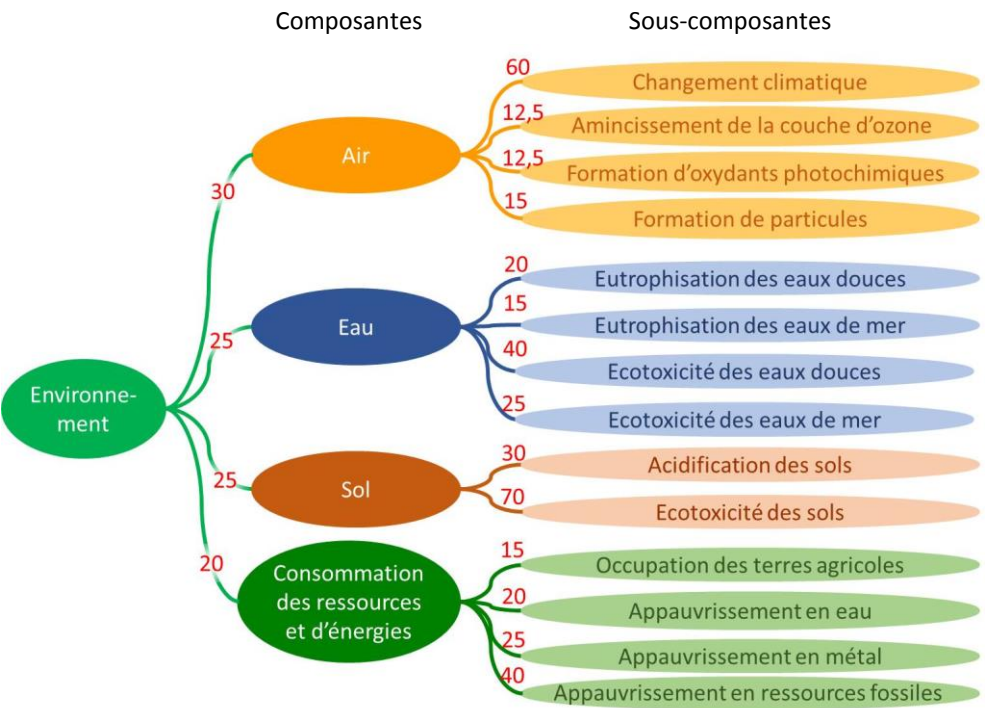 Composantes
Sous-composantes
Environne-
ment
30
Air
60
Changement climatique
12,5
Amincissement de la couche d'ozone
12,5
Formation d'oxydants photochimiques
15
Formation de particules
25
Eau
20
Eutrophisation des eaux douces
15
Eutrophisation des eaux de mer
40
Ecotoxicité des eaux douces
25
Ecotoxicité des eaux de mer
25
Sol
30
Acidification des sols
70
Ecotoxicité des sols
20
Consommation
des ressources
et d'énergies
15
Occupation des terres agricoles
20
Appauvrissement en eau
25
Appauvrissement en métal
40
Appauvrissement en ressources fossiles